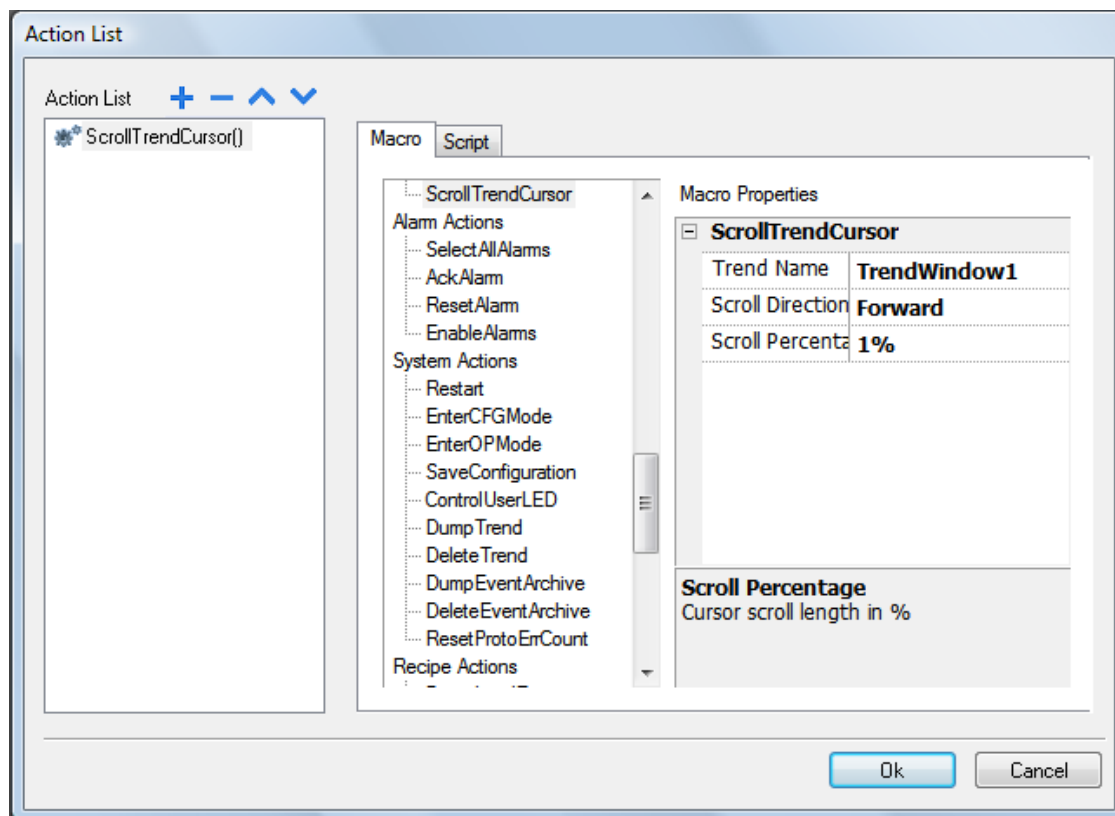 Action List
Action List
ScrollTrendCursor()
Macro
Script
ScrollTrendCursor
Alarm Actions
SelectAllAlarms
AckAlarm
ResetAlarm
EnableAlarms
System Actions
Restart
EnterCFGMode
EnterOPMode
SaveConfiguration
ControlUserLED
DumpTrend
DeleteTrend
DumpEventArchive
DeleteEventArchive
ResetProtoErrCount
Recipe Actions
Macro Properties
ScrollTrendCursor
Trend Name TrendWindow1
Scroll Direction Forward
Scroll Percenta 1%
Scroll Percentage
Cursor scroll length in %
Ok Cancel